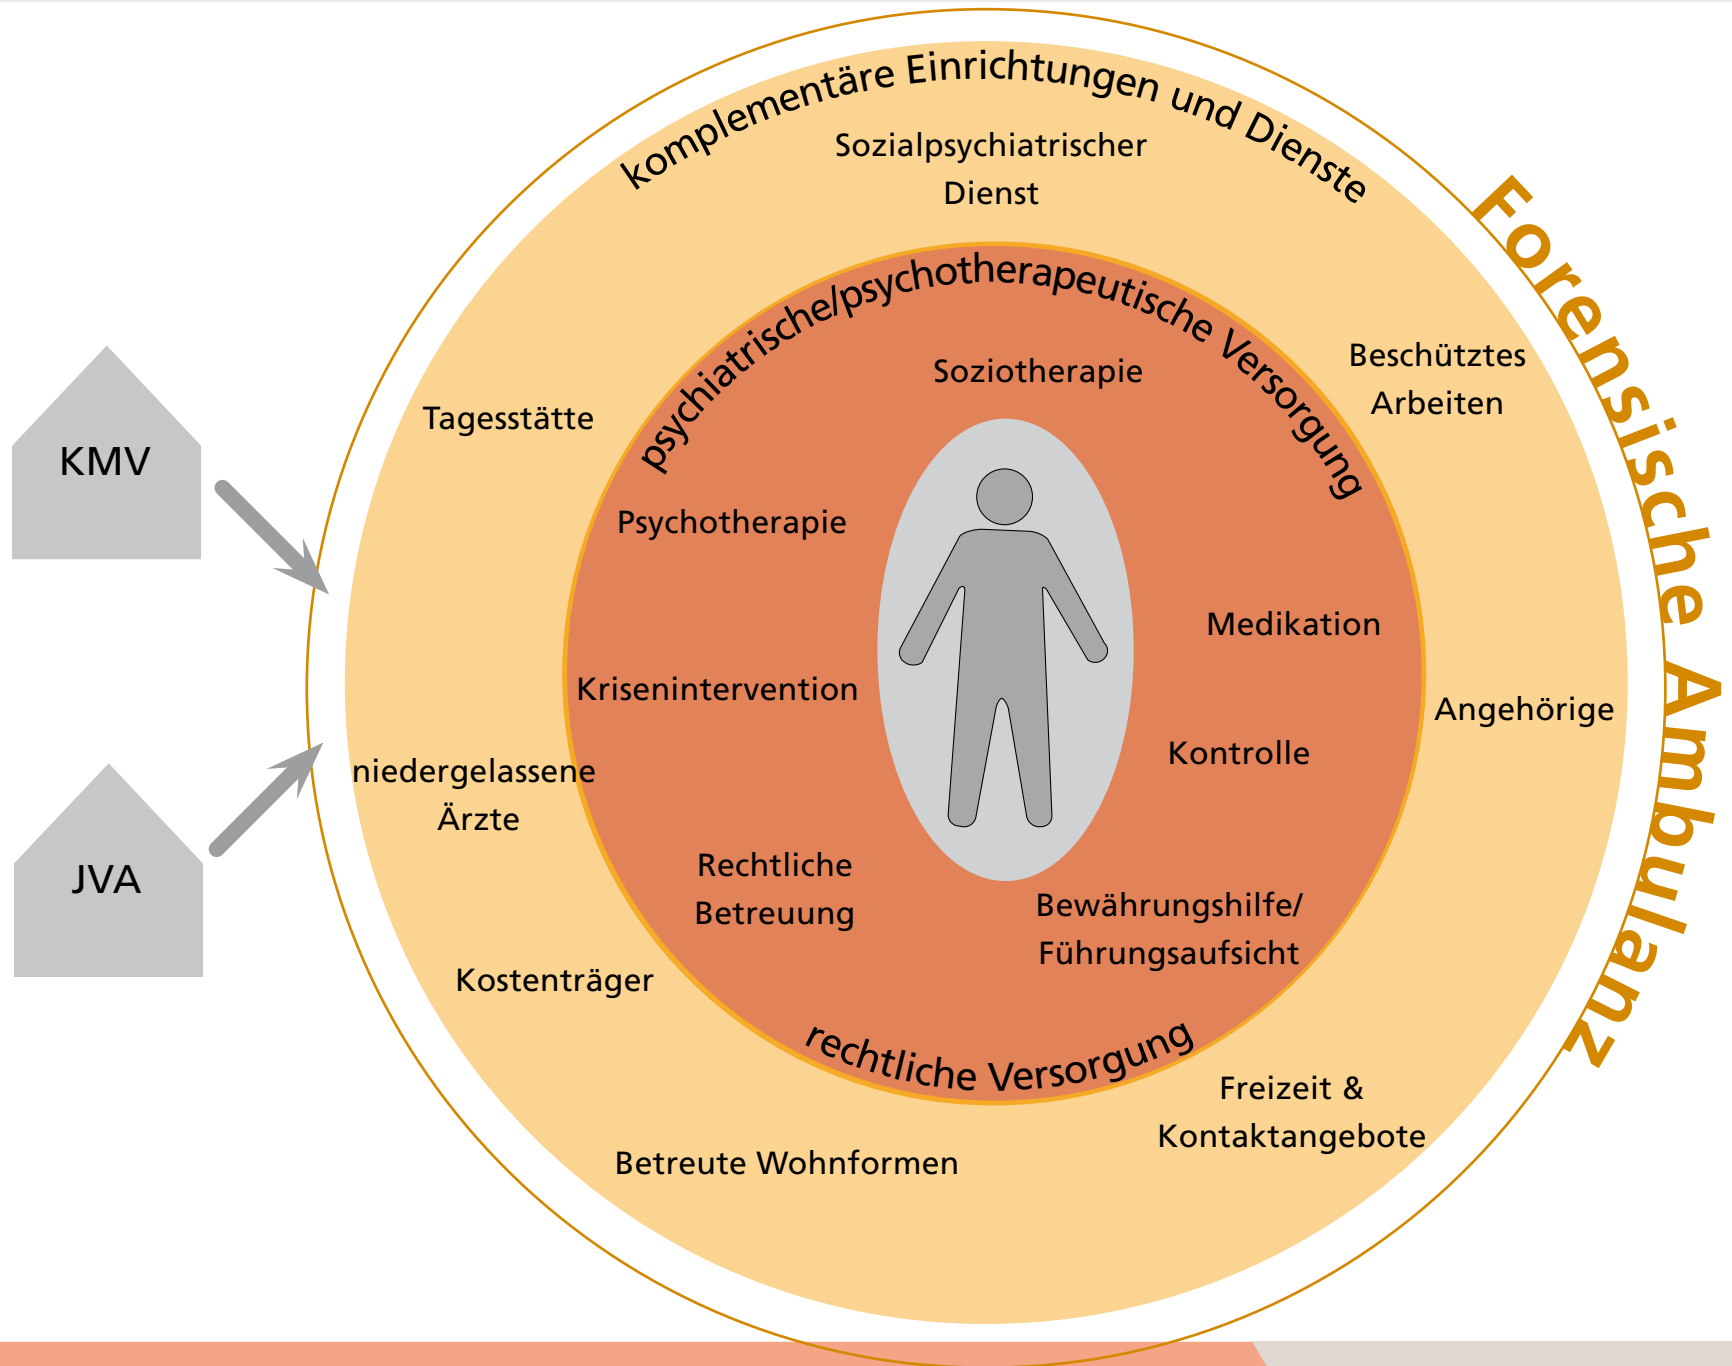 komplementäre Einrichtungen und Dienste
Sozialpsychiatrischer
Dienst
Forensische Ambulanz
psychiatrische/psychotherapeutische Versorgung
Soziotherapie
Beschütztes
Arbeiten
Tagesstätte
KMV
Psychotherapie
Medikation
Krisenintervention
Angehörige
Kontrolle
niedergelassene
Ärzte
JVA
Rechtliche
Betreuung
Bewährungshilfe/
Führungsaufsicht
Kostenträger
rechtliche Versorgung
Freizeit &
Kontaktangebote
Betreute Wohnformen